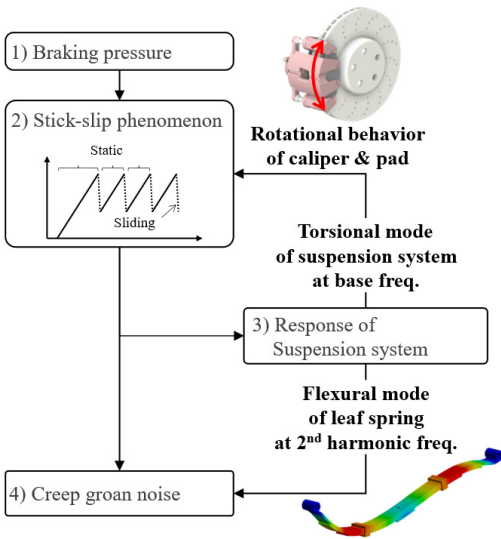 1) Braking pressure
2) Stick-slip phenomenon
Static
Sliding
Rotational behavior
of caliper & pad
Torsional mode
of suspension system
at base freq.
3) Response of
Suspension system
Flexural mode
of leaf spring
at 2nd harmonic freq.
4) Creep groan noise